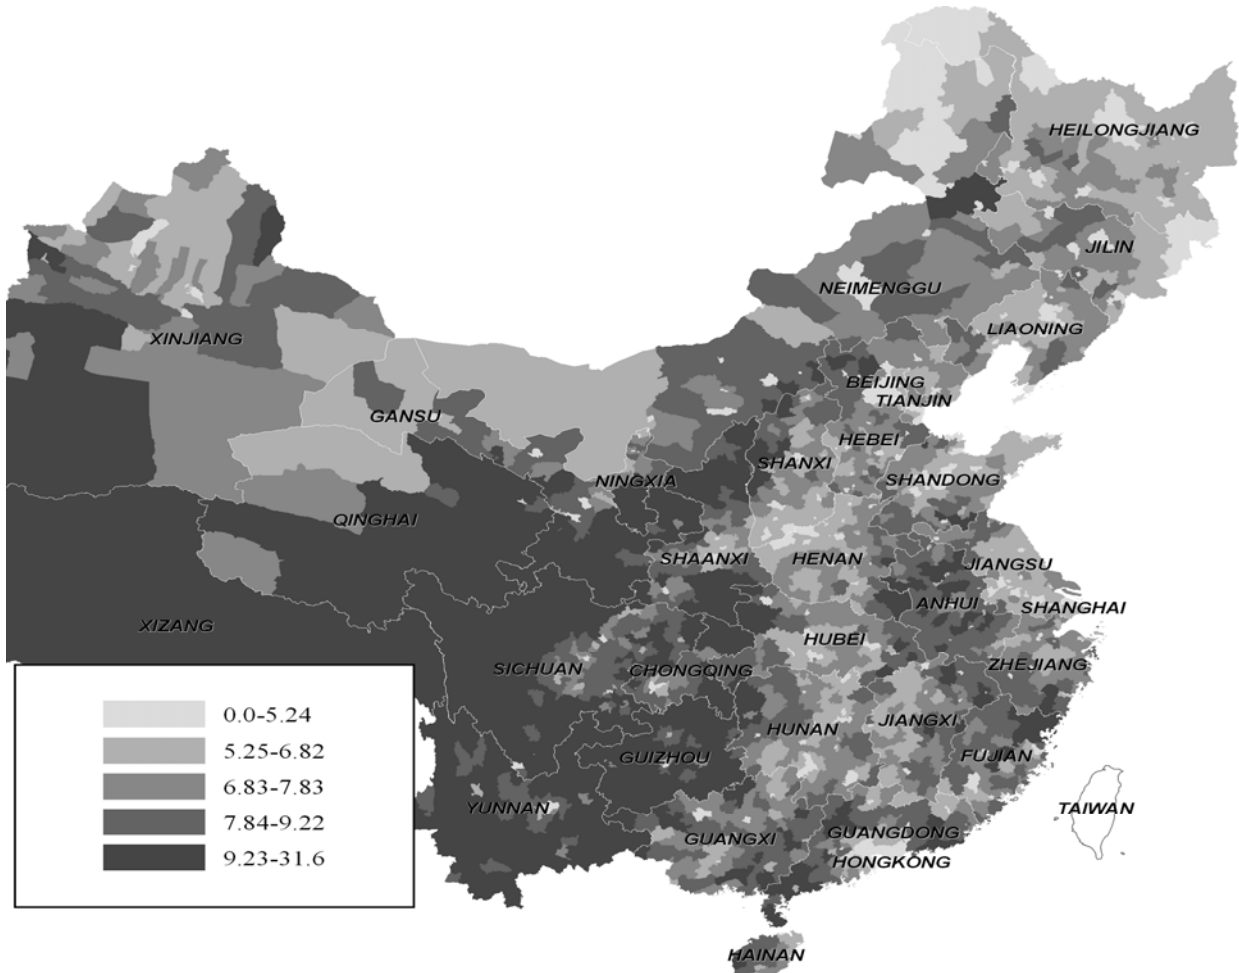 HEILONGJIANG
JILIN
NEIMENGGU
LIAONING
XINJIANG
BEIJING
TIANJIN
GANSU
HEBEI
SHANXI
NINGXIA
SHANDONG
QINGHAI
SHAANXI
HENAN
JIANGSU
ANHUI
SHANGHAI
XIZANG
HUBEI
SICHUAN
CHONGQING
ZHEJIANG
0.0-5.24
HUNAN
JIANGXI
5.25-6.82
GUIZHOU
FUJIAN
6.83-7.83
YUNNAN
TAIWAN
7.84-9.22
GUANGXI
GUANGDONG
9.23-31.6
HONGKONG
HAINAN